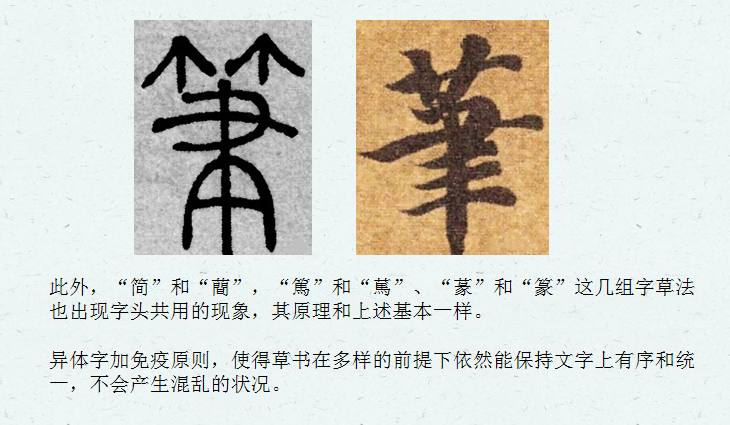 筆 筆
此外，“简”和“蕳”，“篤”和“蔦”、“蒃”和“篆”这几组字草法
也出现字头共用的现象，其原理和上述基本一样。
异体字加免疫原则，使得草书在多样的前提下依然能保持文字上有序和统
一，不会产生混乱的状况。